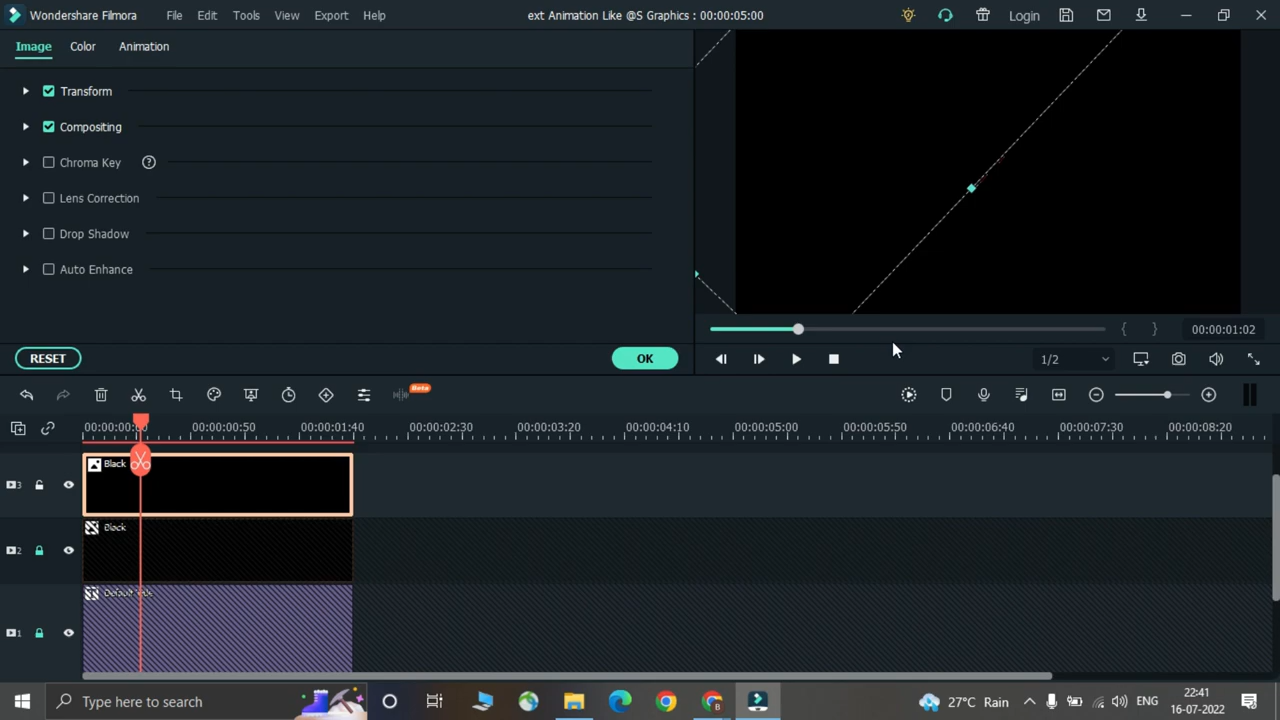 Wondershare Filmora File Edit Tools View Export Help ext Animation Like @S Graphics : 00:00:05:00 Login
Image Color Animation
Transform
Compositing
Chroma Key ?
Lens Correction
Drop Shadow
Auto Enhance
00:00:01:02
RESET OK 1/2
Beta
00:00:00:00 00:00:00:50 00:00:01:40 00:00:02:30 00:00:03:20 00:00:04:10 00:00:05:00 00:00:05:50 00:00:06:40 00:00:07:30 00:00:08:20
Black
3
Black
2
Default Title
1
Type here to search 27°C Rain ENG 22:41
16-07-2022